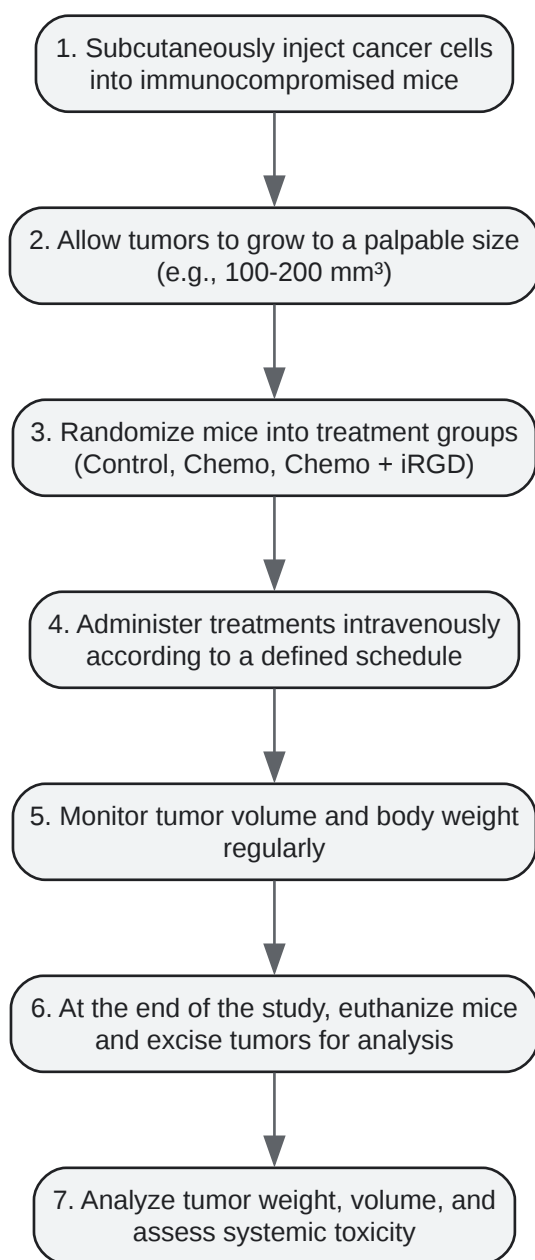 1. Subcutaneously inject cancer cells
into immunocompromised mice
2. Allow tumors to grow to a palpable size
(e.g., 100-200 mm³)
3. Randomize mice into treatment groups
(Control, Chemo, Chemo + iRGD)
4. Administer treatments intravenously
according to a defined schedule
5. Monitor tumor volume and body weight
regularly
6. At the end of the study, euthanize mice
and excise tumors for analysis
7. Analyze tumor weight, volume, and
assess systemic toxicity